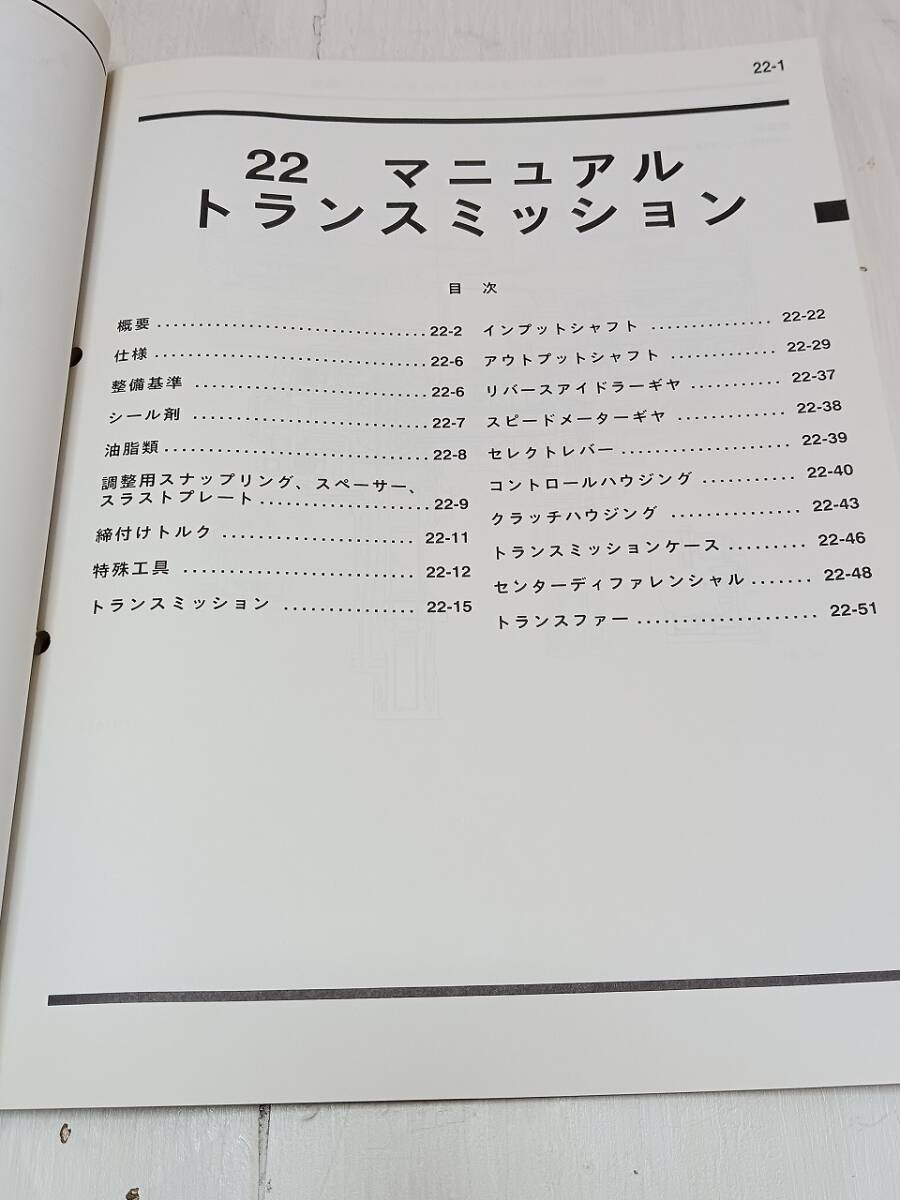 22-1
22 マニュアル
トランスミッション
目 次
概要 ................................ 22-2
仕様 ................................ 22-6
整備基準 ............................ 22-6
シール剤 ............................ 22-7
油脂類 .............................. 22-8
調整用スナップリング、スペーサー、
スラストプレート .................... 22-9
締付けトルク ........................ 22-11
特殊工具 ............................ 22-12
トランスミッション ................ 22-15
インプットシャフト ................ 22-22
アウトプットシャフト .............. 22-29
リバースアイドラーギヤ ............ 22-37
スピードメーターギヤ .............. 22-38
セレクトレバー .................... 22-39
コントロールハウジング ............ 22-40
クラッチハウジング ................ 22-43
トランスミッションケース .......... 22-46
センターディファレンシャル ........ 22-48
トランスファー .................... 22-51